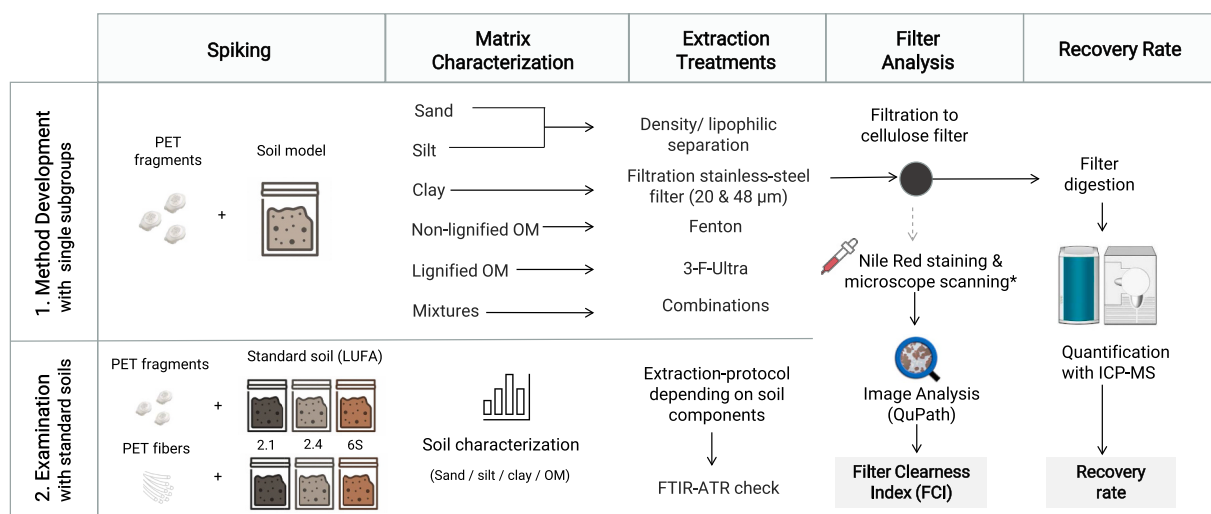 Spiking
Matrix
Characterization
Extraction
Treatments
Filter
Analysis
Recovery Rate
1. Method Development
with single subgroups
PET
fragments
+
Soil model
Sand
Silt
Clay
Non-lignified OM
Lignified OM
Mixtures
Density/ lipophilic
separation
Filtration stainless-steel
filter (20 & 48 µm)
Fenton
3-F-Ultra
Combinations
Filtration to
cellulose filter
Nile Red staining &
microscope scanning*
Image Analysis
(QuPath)
Filter Clearness
Index (FCI)
Filter
digestion
Quantification
with ICP-MS
Recovery
rate
2. Examination
with standard soils
PET fragments
+
Standard soil (LUFA)
2.1
2.4
6S
PET fibers
+
Soil characterization
(Sand / silt / clay / OM)
Extraction-protocol
depending on soil
components
FTIR-ATR check